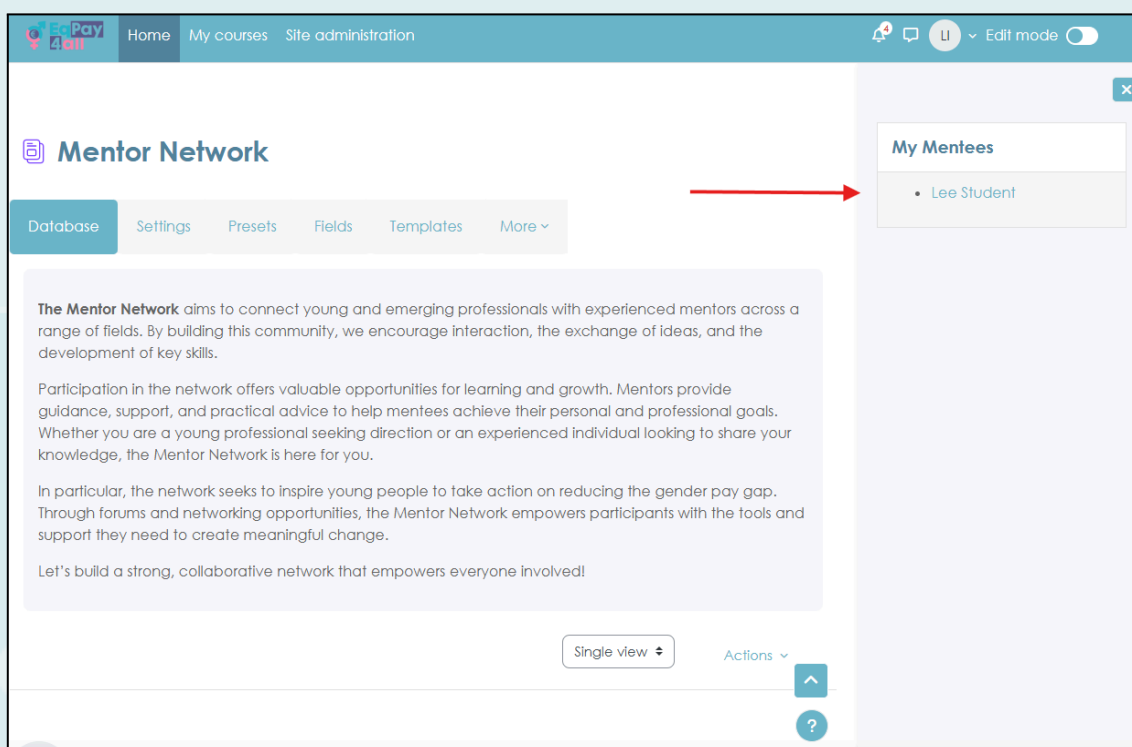 EqPay
4all
Home My courses Site administration
4
LI
Edit mode
Mentor Network
Database Settings Presets Fields Templates More
The Mentor Network aims to connect young and emerging professionals with experienced mentors across a
range of fields. By building this community, we encourage interaction, the exchange of ideas, and the
development of key skills.
Participation in the network offers valuable opportunities for learning and growth. Mentors provide
guidance, support, and practical advice to help mentees achieve their personal and professional goals.
Whether you are a young professional seeking direction or an experienced individual looking to share your
knowledge, the Mentor Network is here for you.
In particular, the network seeks to inspire young people to take action on reducing the gender pay gap.
Through forums and networking opportunities, the Mentor Network empowers participants with the tools and
support they need to create meaningful change.
Let's build a strong, collaborative network that empowers everyone involved!
Single view
Actions
?
My Mentees
• Lee Student